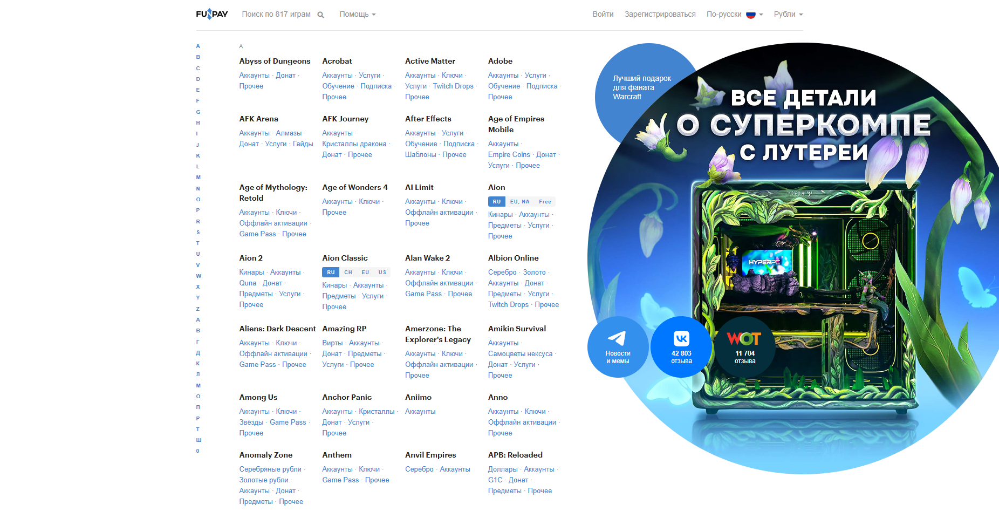 FUNPAY
Поиск по 817 играм
Помощь
Войти
Зарегистрироваться
По-русски
Рубли
A
B
C
D
E
F
G
H
I
J
K
L
M
N
O
P
R
S
T
U
V
W
X
Y
Z
А
В
Г
Д
К
Л
М
О
П
Р
Т
Ш
0
A
Abyss of Dungeons
Аккаунты · Донат ·
Прочее
Acrobat
Аккаунты · Услуги ·
Обучение · Подписка ·
Прочее
Active Matter
Аккаунты · Ключи ·
Услуги · Twitch Drops ·
Прочее
Adobe
Аккаунты · Услуги ·
Обучение · Подписка ·
Прочее
AFK Arena
Аккаунты · Алмазы ·
Донат · Услуги · Гайды
AFK Journey
Аккаунты ·
Кристаллы дракона ·
Донат · Прочее
After Effects
Аккаунты · Услуги ·
Обучение · Подписка ·
Шаблоны · Прочее
Age of Empires
Mobile
Аккаунты ·
Empire Coins · Донат ·
Услуги · Прочее
Age of Mythology:
Retold
Аккаунты · Ключи ·
Оффлайн активации ·
Game Pass · Прочее
Age of Wonders 4
Аккаунты · Ключи ·
Прочее
AI Limit
Аккаунты · Ключи ·
Оффлайн активации ·
Прочее
Aion
RU EU, NA Free
Кинары · Аккаунты ·
Предметы · Услуги ·
Прочее
Aion 2
Кинары · Аккаунты ·
Quna · Донат ·
Предметы · Услуги ·
Прочее
Aion Classic
RU CH EU US
Кинары · Аккаунты ·
Предметы · Услуги ·
Прочее
Alan Wake 2
Аккаунты · Ключи ·
Оффлайн активации ·
Game Pass · Прочее
Albion Online
Серебро · Золото ·
Аккаунты · Донат ·
Предметы · Услуги ·
Twitch Drops · Прочее
Aliens: Dark Descent
Аккаунты · Ключи ·
Оффлайн активации ·
Game Pass · Прочее
Amazing RP
Вирты · Аккаунты ·
Донат · Предметы ·
Услуги · Прочее
Amerzone: The
Explorer's Legacy
Аккаунты · Ключи ·
Оффлайн активации ·
Прочее
Amikin Survival
Аккаунты ·
Самоцветы нексуса ·
Донат · Услуги ·
Прочее
Among Us
Аккаунты · Ключи ·
Звёзды · Game Pass ·
Прочее
Anchor Panic
Аккаунты · Кристаллы ·
Донат · Услуги ·
Прочее
Aniimo
Аккаунты
Anno
Аккаунты · Ключи ·
Оффлайн активации ·
Прочее
Anomaly Zone
Серебряные рубли ·
Золотые рубли ·
Аккаунты · Донат ·
Предметы · Прочее
Anthem
Аккаунты · Ключи ·
Game Pass · Прочее
Anvil Empires
Серебро · Аккаунты
APB: Reloaded
Доллары · Аккаунты ·
G1C · Донат ·
Предметы · Прочее
Лучший подарок
для фаната
Warcraft
ВСЕ ДЕТАЛИ
О СУПЕРКОМПЕ
С ЛУТЕРЕИ
YSERA
HYPERPC
Новости
и мемы
VK
42 803
отзыва
WOT
11 704
отзыва